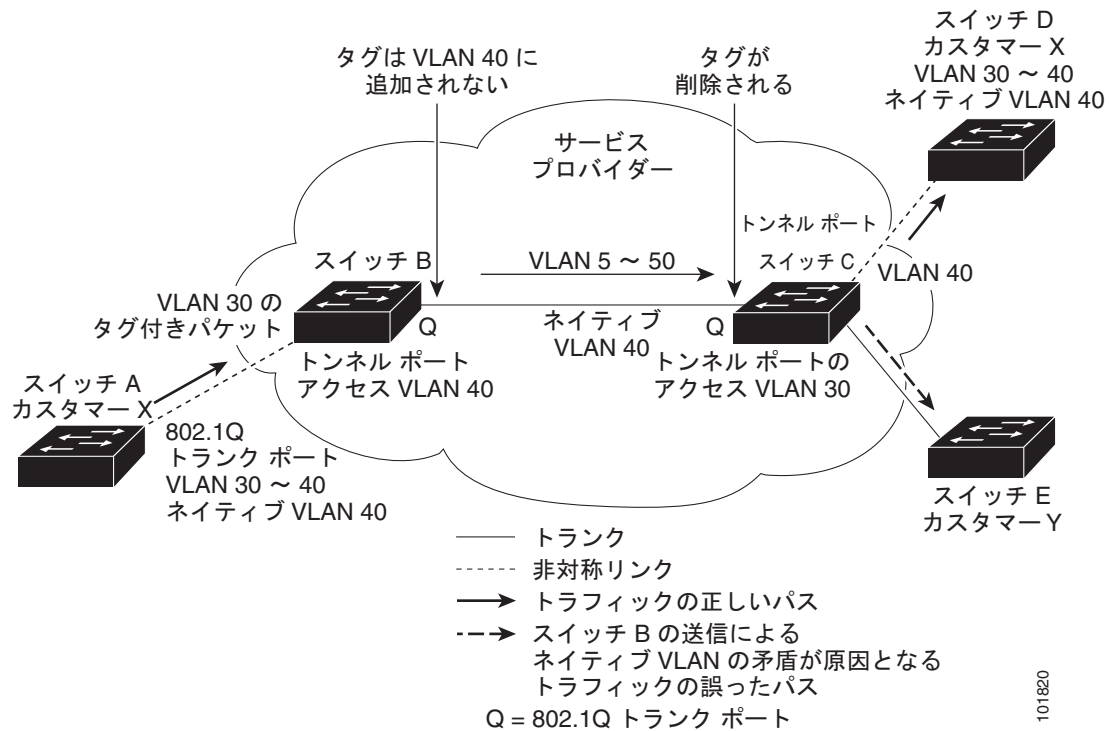 スイッチ D
カスタマー X
VLAN 30 ～ 40
ネイティブ VLAN 40
タグは VLAN 40 に
追加されない
タグが
削除される
サービス
プロバイダー
トンネル ポート
スイッチ B
VLAN 5 ～ 50
スイッチ C
VLAN 40
VLAN 30 の
タグ付きパケット
Q
ネイティブ
VLAN 40
Q
トンネル ポート
アクセス VLAN 40
トンネル ポートの
アクセス VLAN 30
スイッチ A
カスタマー X
802.1Q
トランク ポート
VLAN 30 ～ 40
ネイティブ VLAN 40
スイッチ E
カスタマー Y
トランク
非対称リンク
トラフィックの正しいパス
スイッチ B の送信による
ネイティブ VLAN の矛盾が原因となる
トラフィックの誤ったパス
Q = 802.1Q トランク ポート
101820